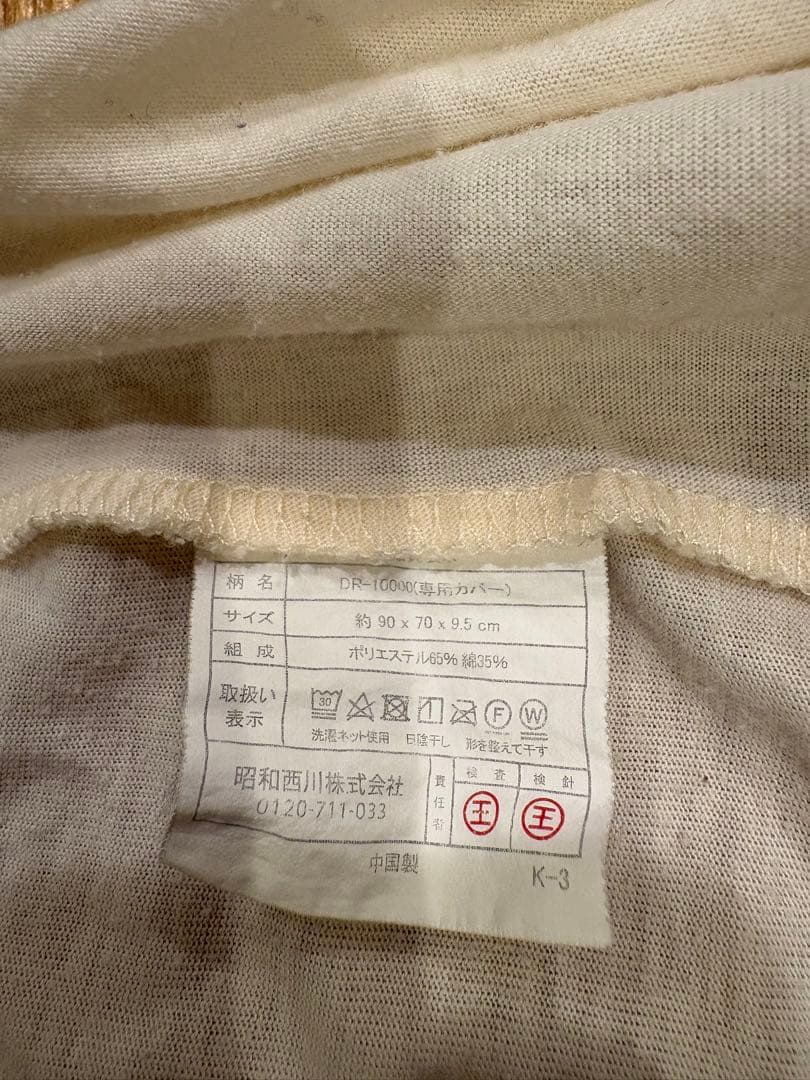 柄名 DR-10000(専用カバー)
サイズ 約 90 x 70 x 9.5 cm
組成 ポリエステル65% 綿35%
取扱い表示 30 F W
洗濯ネット使用 日陰干し 形を整えて干す
昭和西川株式会社
0120-711-033
責任者 検査 検針
王 王
中国製
K-3